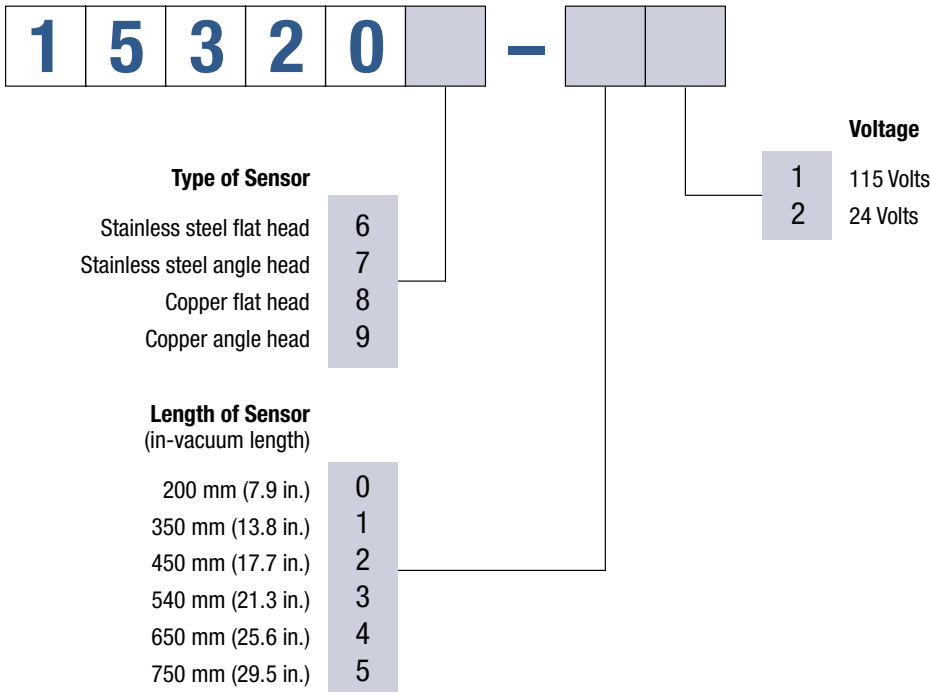 1 5 3 2 0 –
Voltage
1 115 Volts
2 24 Volts
Type of Sensor
Stainless steel flat head 6
Stainless steel angle head 7
Copper flat head 8
Copper angle head 9
Length of Sensor
(in-vacuum length)
200 mm (7.9 in.) 0
350 mm (13.8 in.) 1
450 mm (17.7 in.) 2
540 mm (21.3 in.) 3
650 mm (25.6 in.) 4
750 mm (29.5 in.) 5